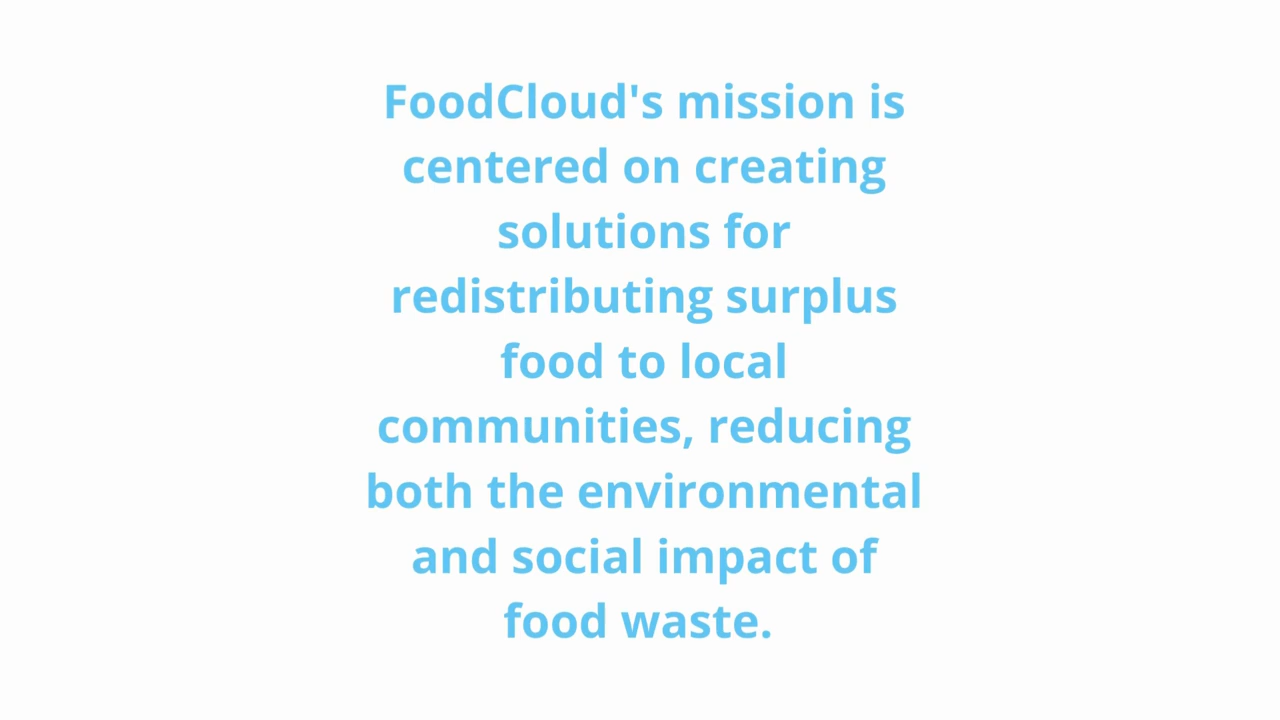 FoodCloud's mission is
centered on creating
solutions for
redistributing surplus
food to local
communities, reducing
both the environmental
and social impact of
food waste.